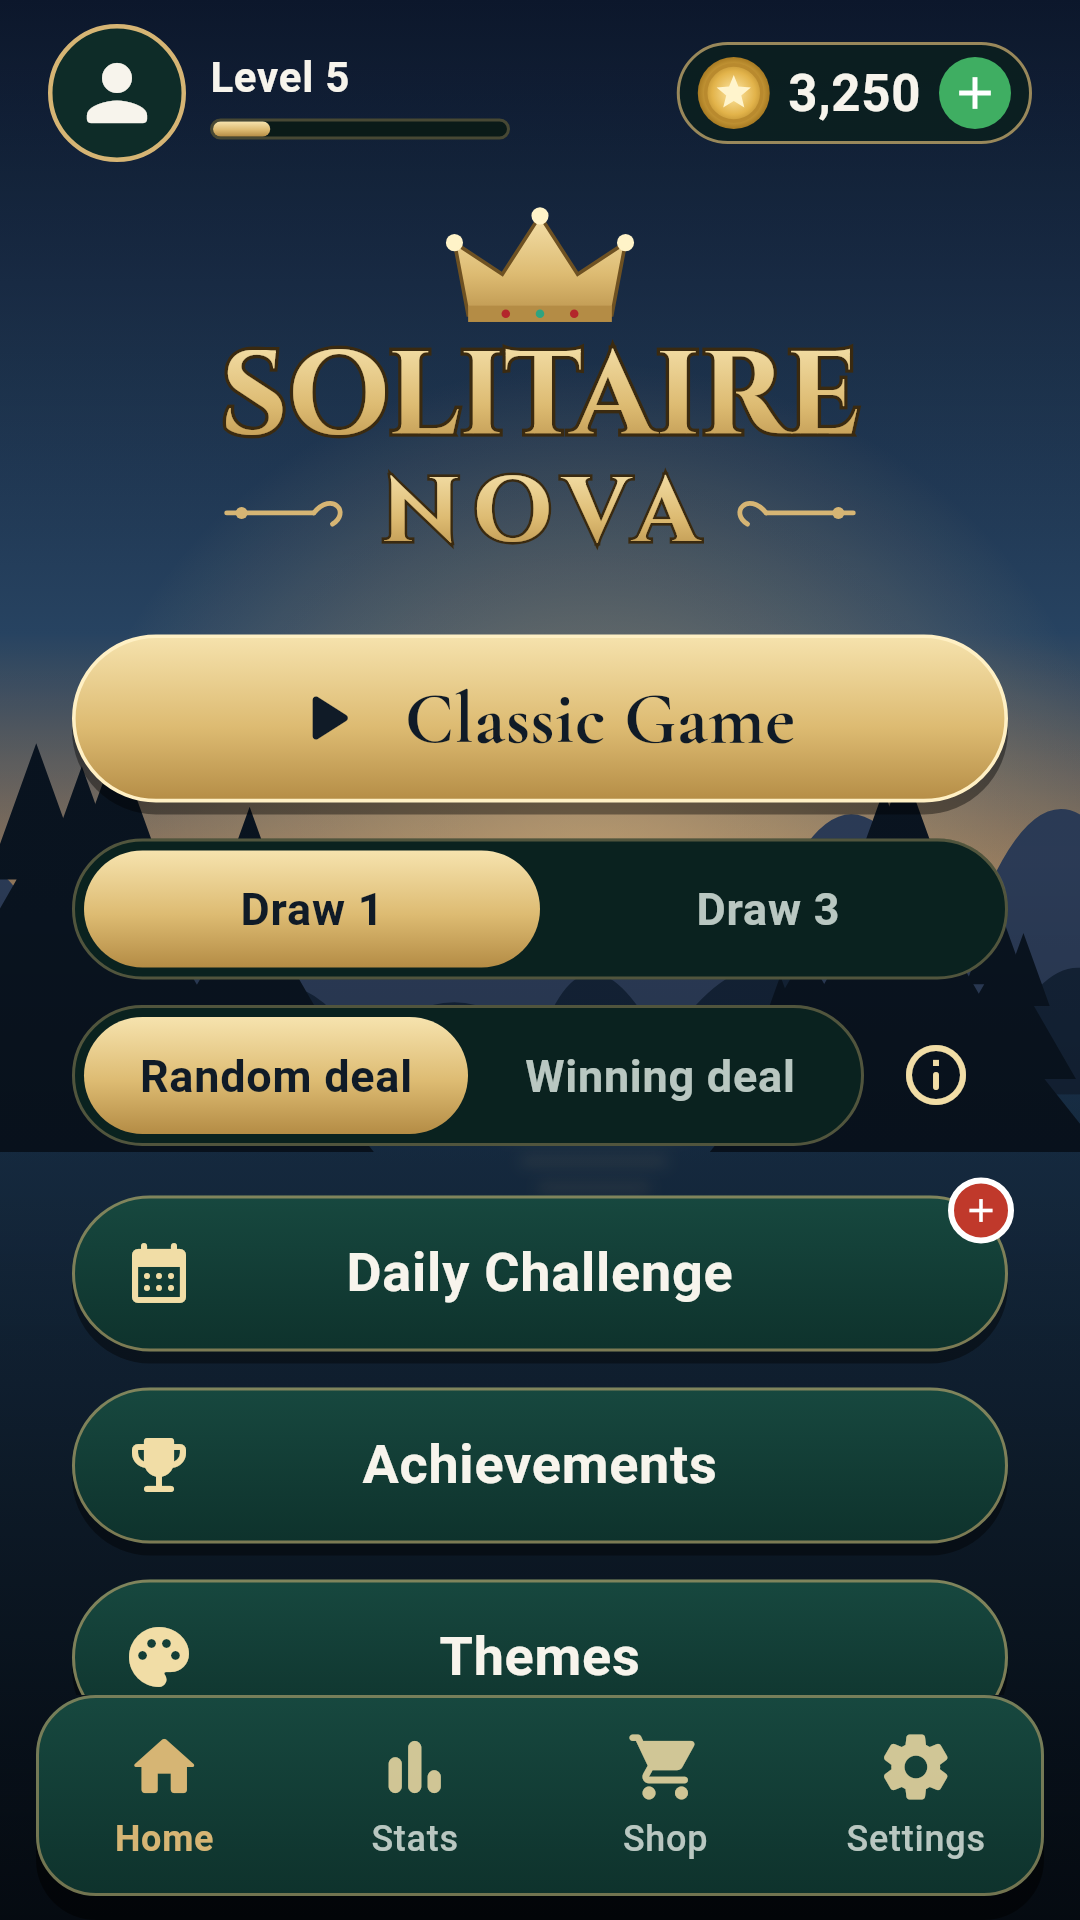 Level 5
3,250
SOLITAIRE
NOVA
Classic Game
Draw 1
Draw 3
Random deal
Winning deal
Daily Challenge
Achievements
Themes
Home
Stats
Shop
Settings